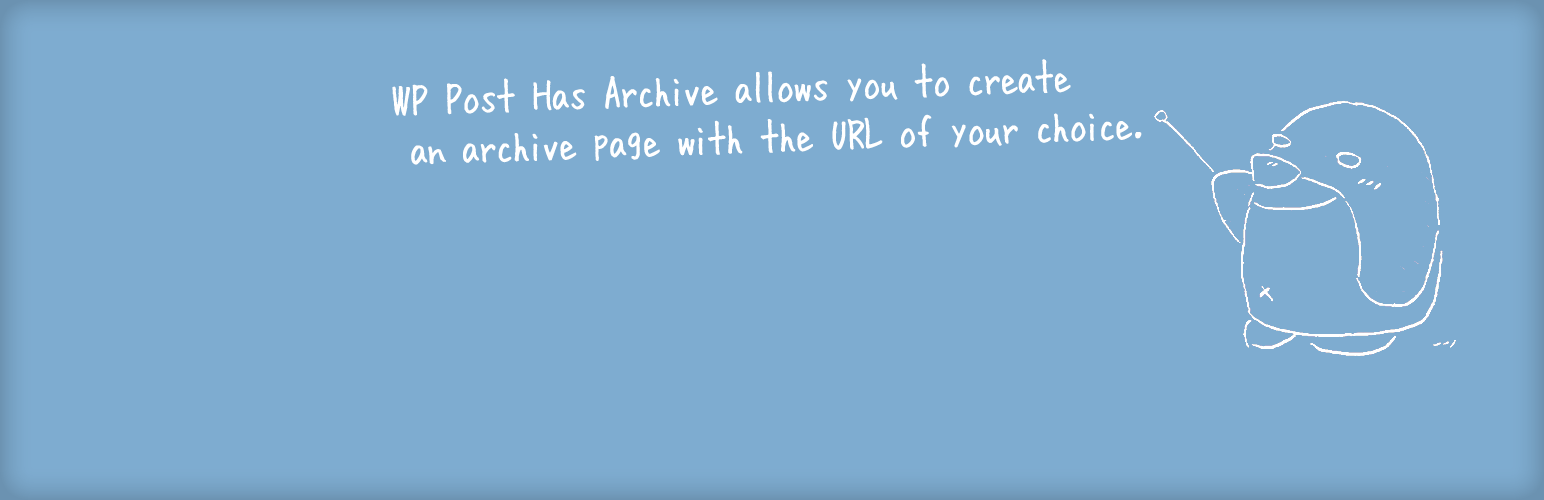 WP Post Has Archive allows you to create
an archive page with the URL of your choice.